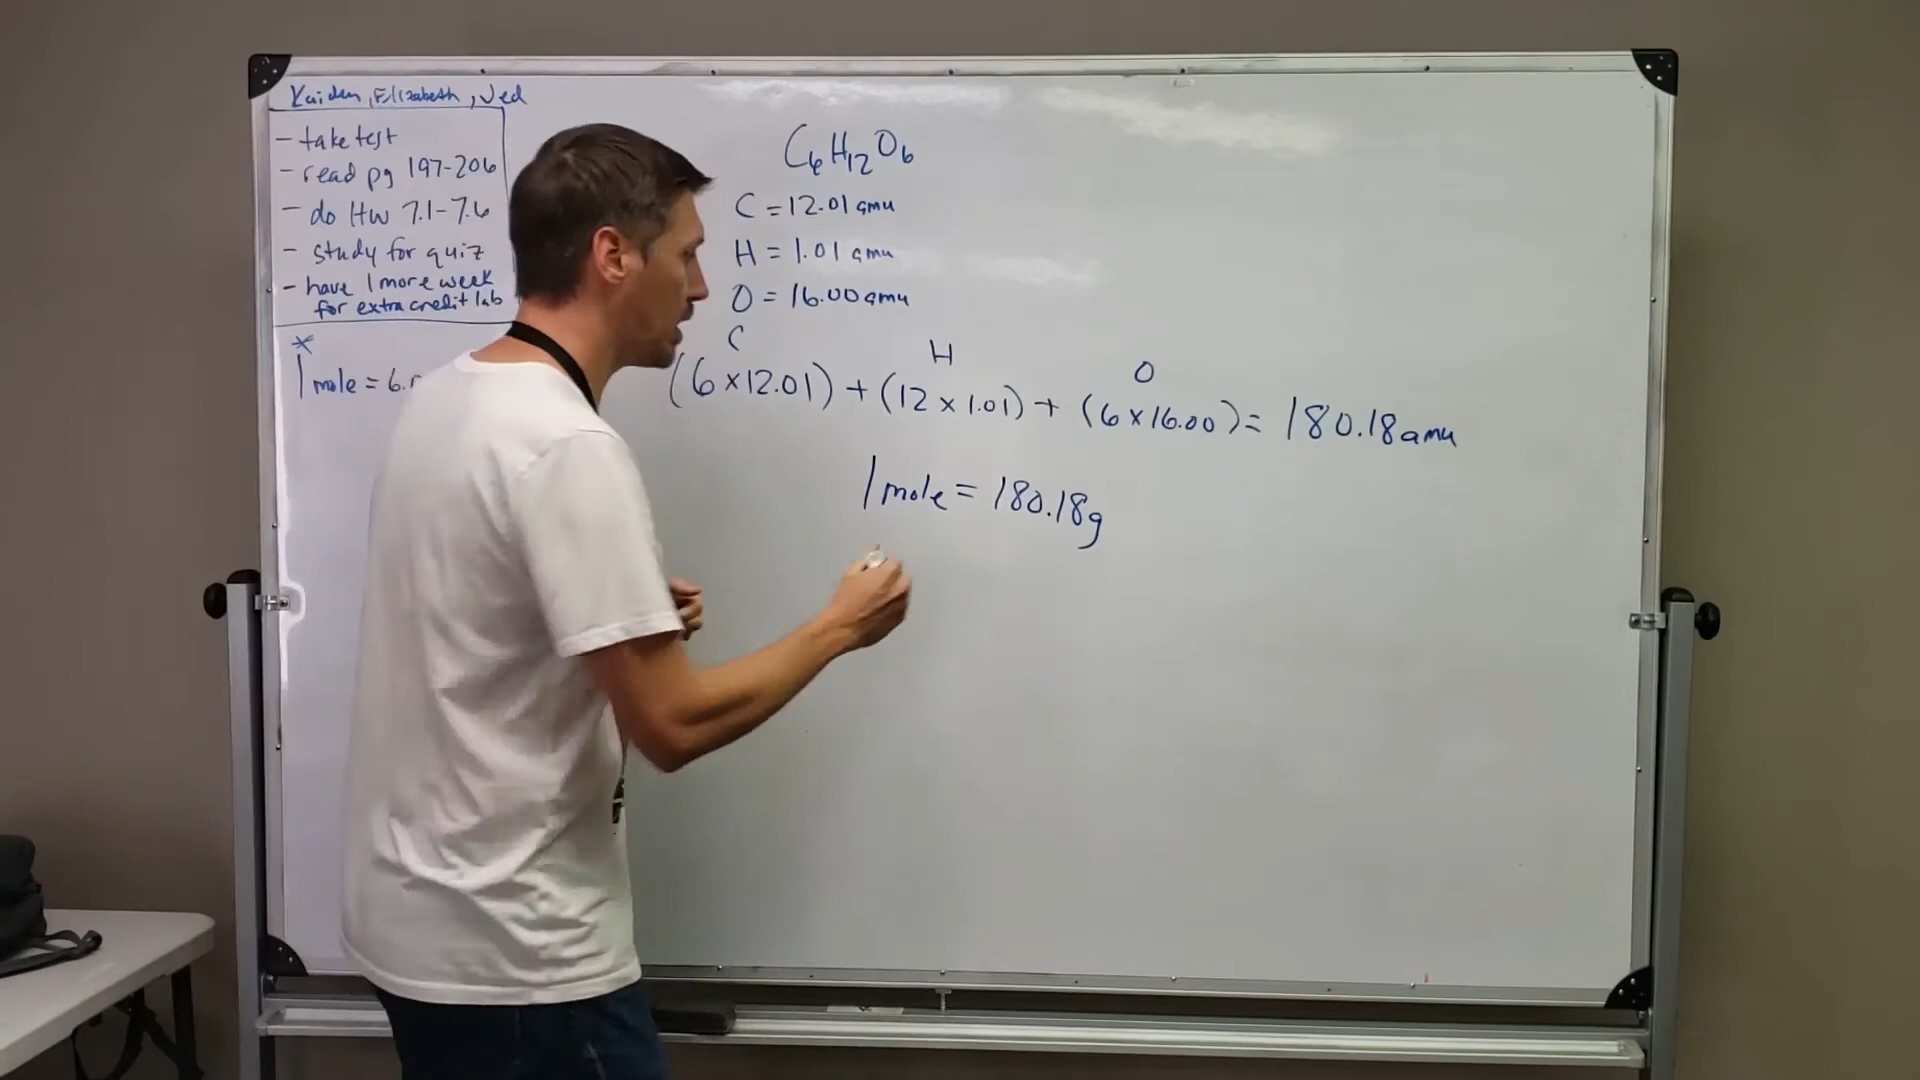 Kaiden, Elizabeth, Jed
- take test
- read pg 197-206
- do HW 7.1-7.6
- study for quiz
- have 1 more week
for extra credit lab
*
1 mole = 6.
C₆H₁₂O₆
C = 12.01 amu
H = 1.01 amu
O = 16.00 amu
C H O
(6 × 12.01) + (12 × 1.01) + (6 × 16.00) = 180.18 amu
1 mole = 180.18g